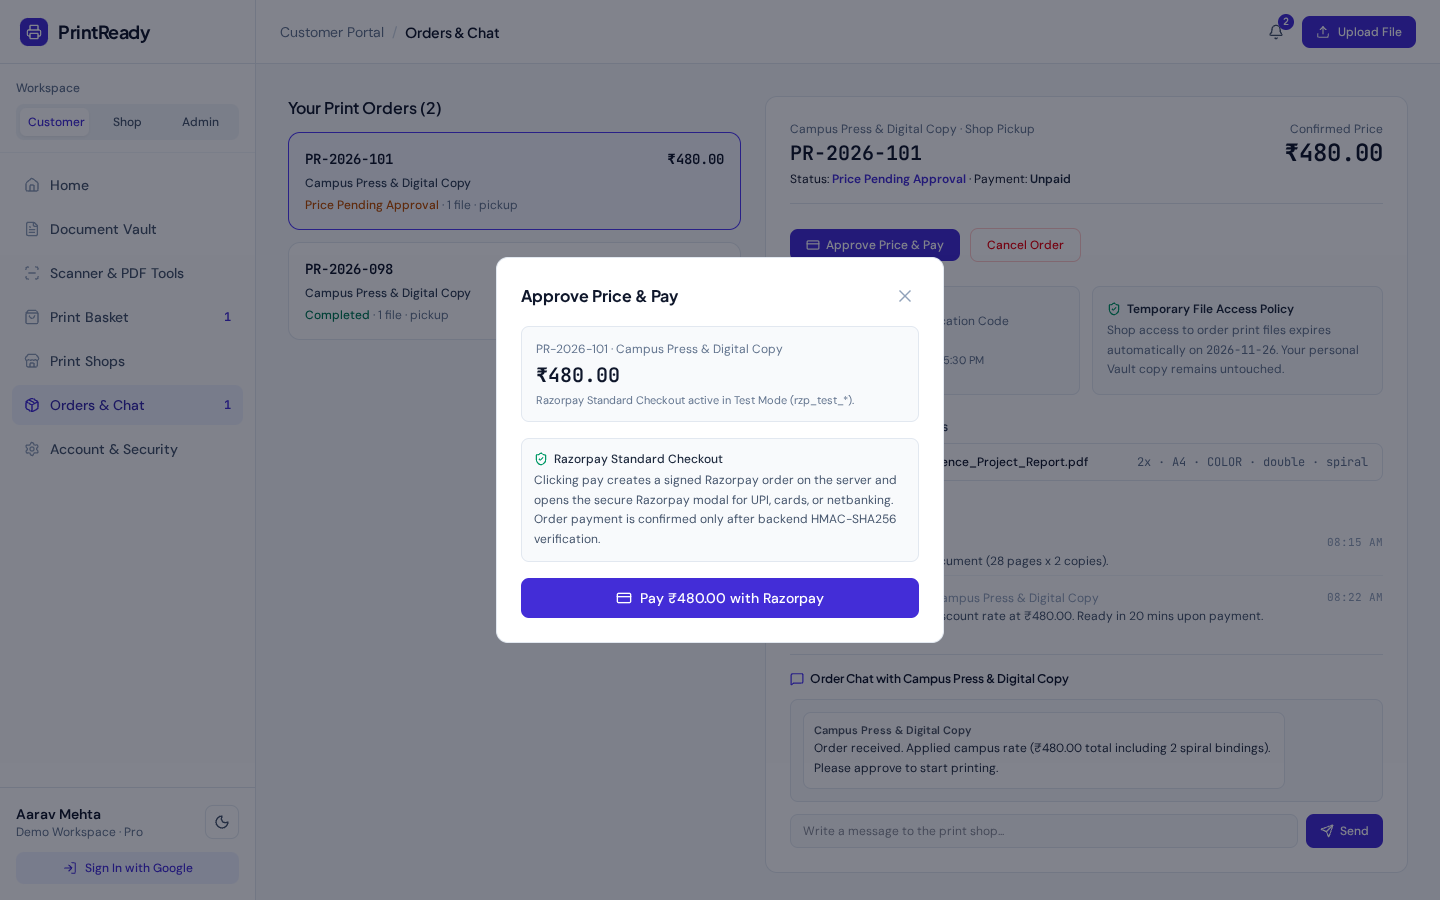 PrintReady
Customer Portal / Orders & Chat
2
Upload File
Workspace
Customer
Shop
Admin
Home
Document Vault
Scanner & PDF Tools
Print Basket 1
Print Shops
Orders & Chat 1
Account & Security
Aarav Mehta
Demo Workspace · Pro
Sign In with Google
Your Print Orders (2)
PR-2026-101 ₹480.00
Campus Press & Digital Copy
Price Pending Approval · 1 file · pickup
PR-2026-098
Campus Press & Digital Copy
Completed · 1 file · pickup
Campus Press & Digital Copy · Shop Pickup
Confirmed Price
PR-2026-101
₹480.00
Status: Price Pending Approval · Payment: Unpaid
Approve Price & Pay
Cancel Order
Code
5:30 PM
Temporary File Access Policy
Shop access to order print files expires
automatically on 2026-11-26. Your personal
Vault copy remains untouched.
_Project_Report.pdf
2x · A4 · COLOR · double · spiral
08:15 AM
(28 pages x 2 copies).
Press & Digital Copy
08:22 AM
rate at ₹480.00. Ready in 20 mins upon payment.
Order Chat with Campus Press & Digital Copy
Campus Press & Digital Copy
Order received. Applied campus rate (₹480.00 total including 2 spiral bindings).
Please approve to start printing.
Write a message to the print shop...
Send
Approve Price & Pay
PR-2026-101 · Campus Press & Digital Copy
₹480.00
Razorpay Standard Checkout active in Test Mode (rzp_test_*).
Razorpay Standard Checkout
Clicking pay creates a signed Razorpay order on the server and
opens the secure Razorpay modal for UPI, cards, or netbanking.
Order payment is confirmed only after backend HMAC-SHA256
verification.
Pay ₹480.00 with Razorpay